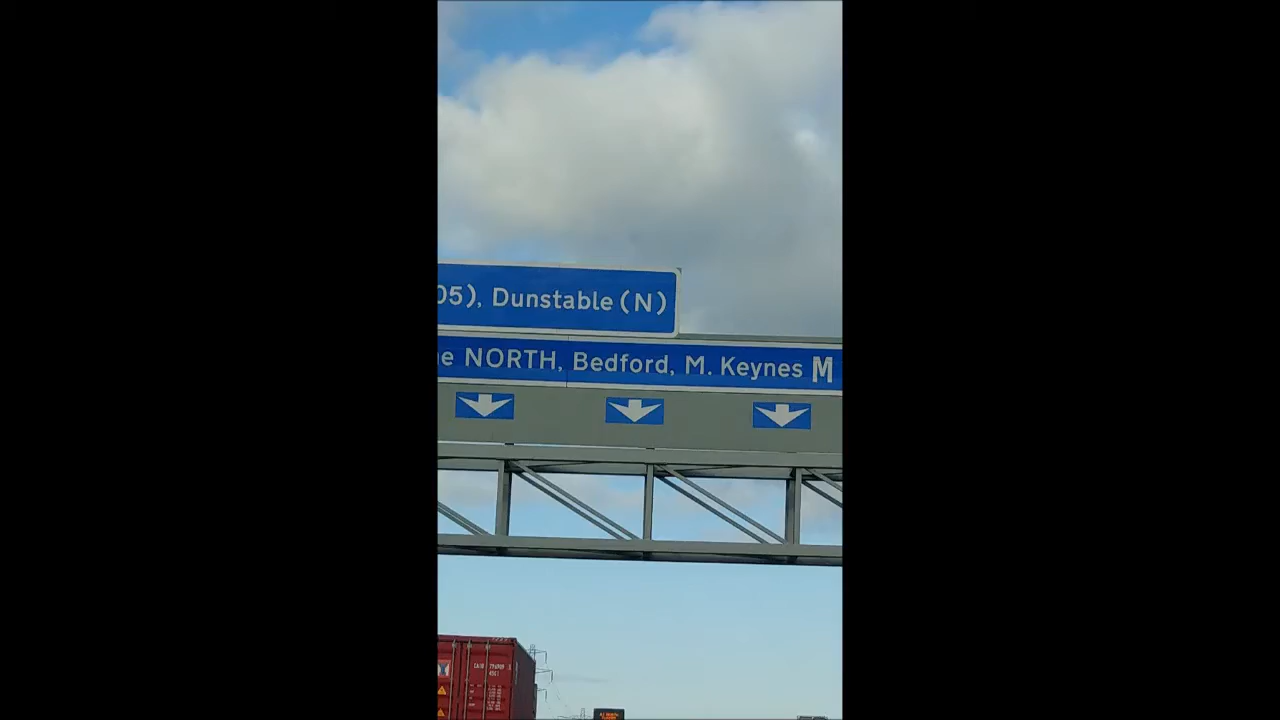 05), Dunstable (N)
e NORTH, Bedford, M. Keynes M